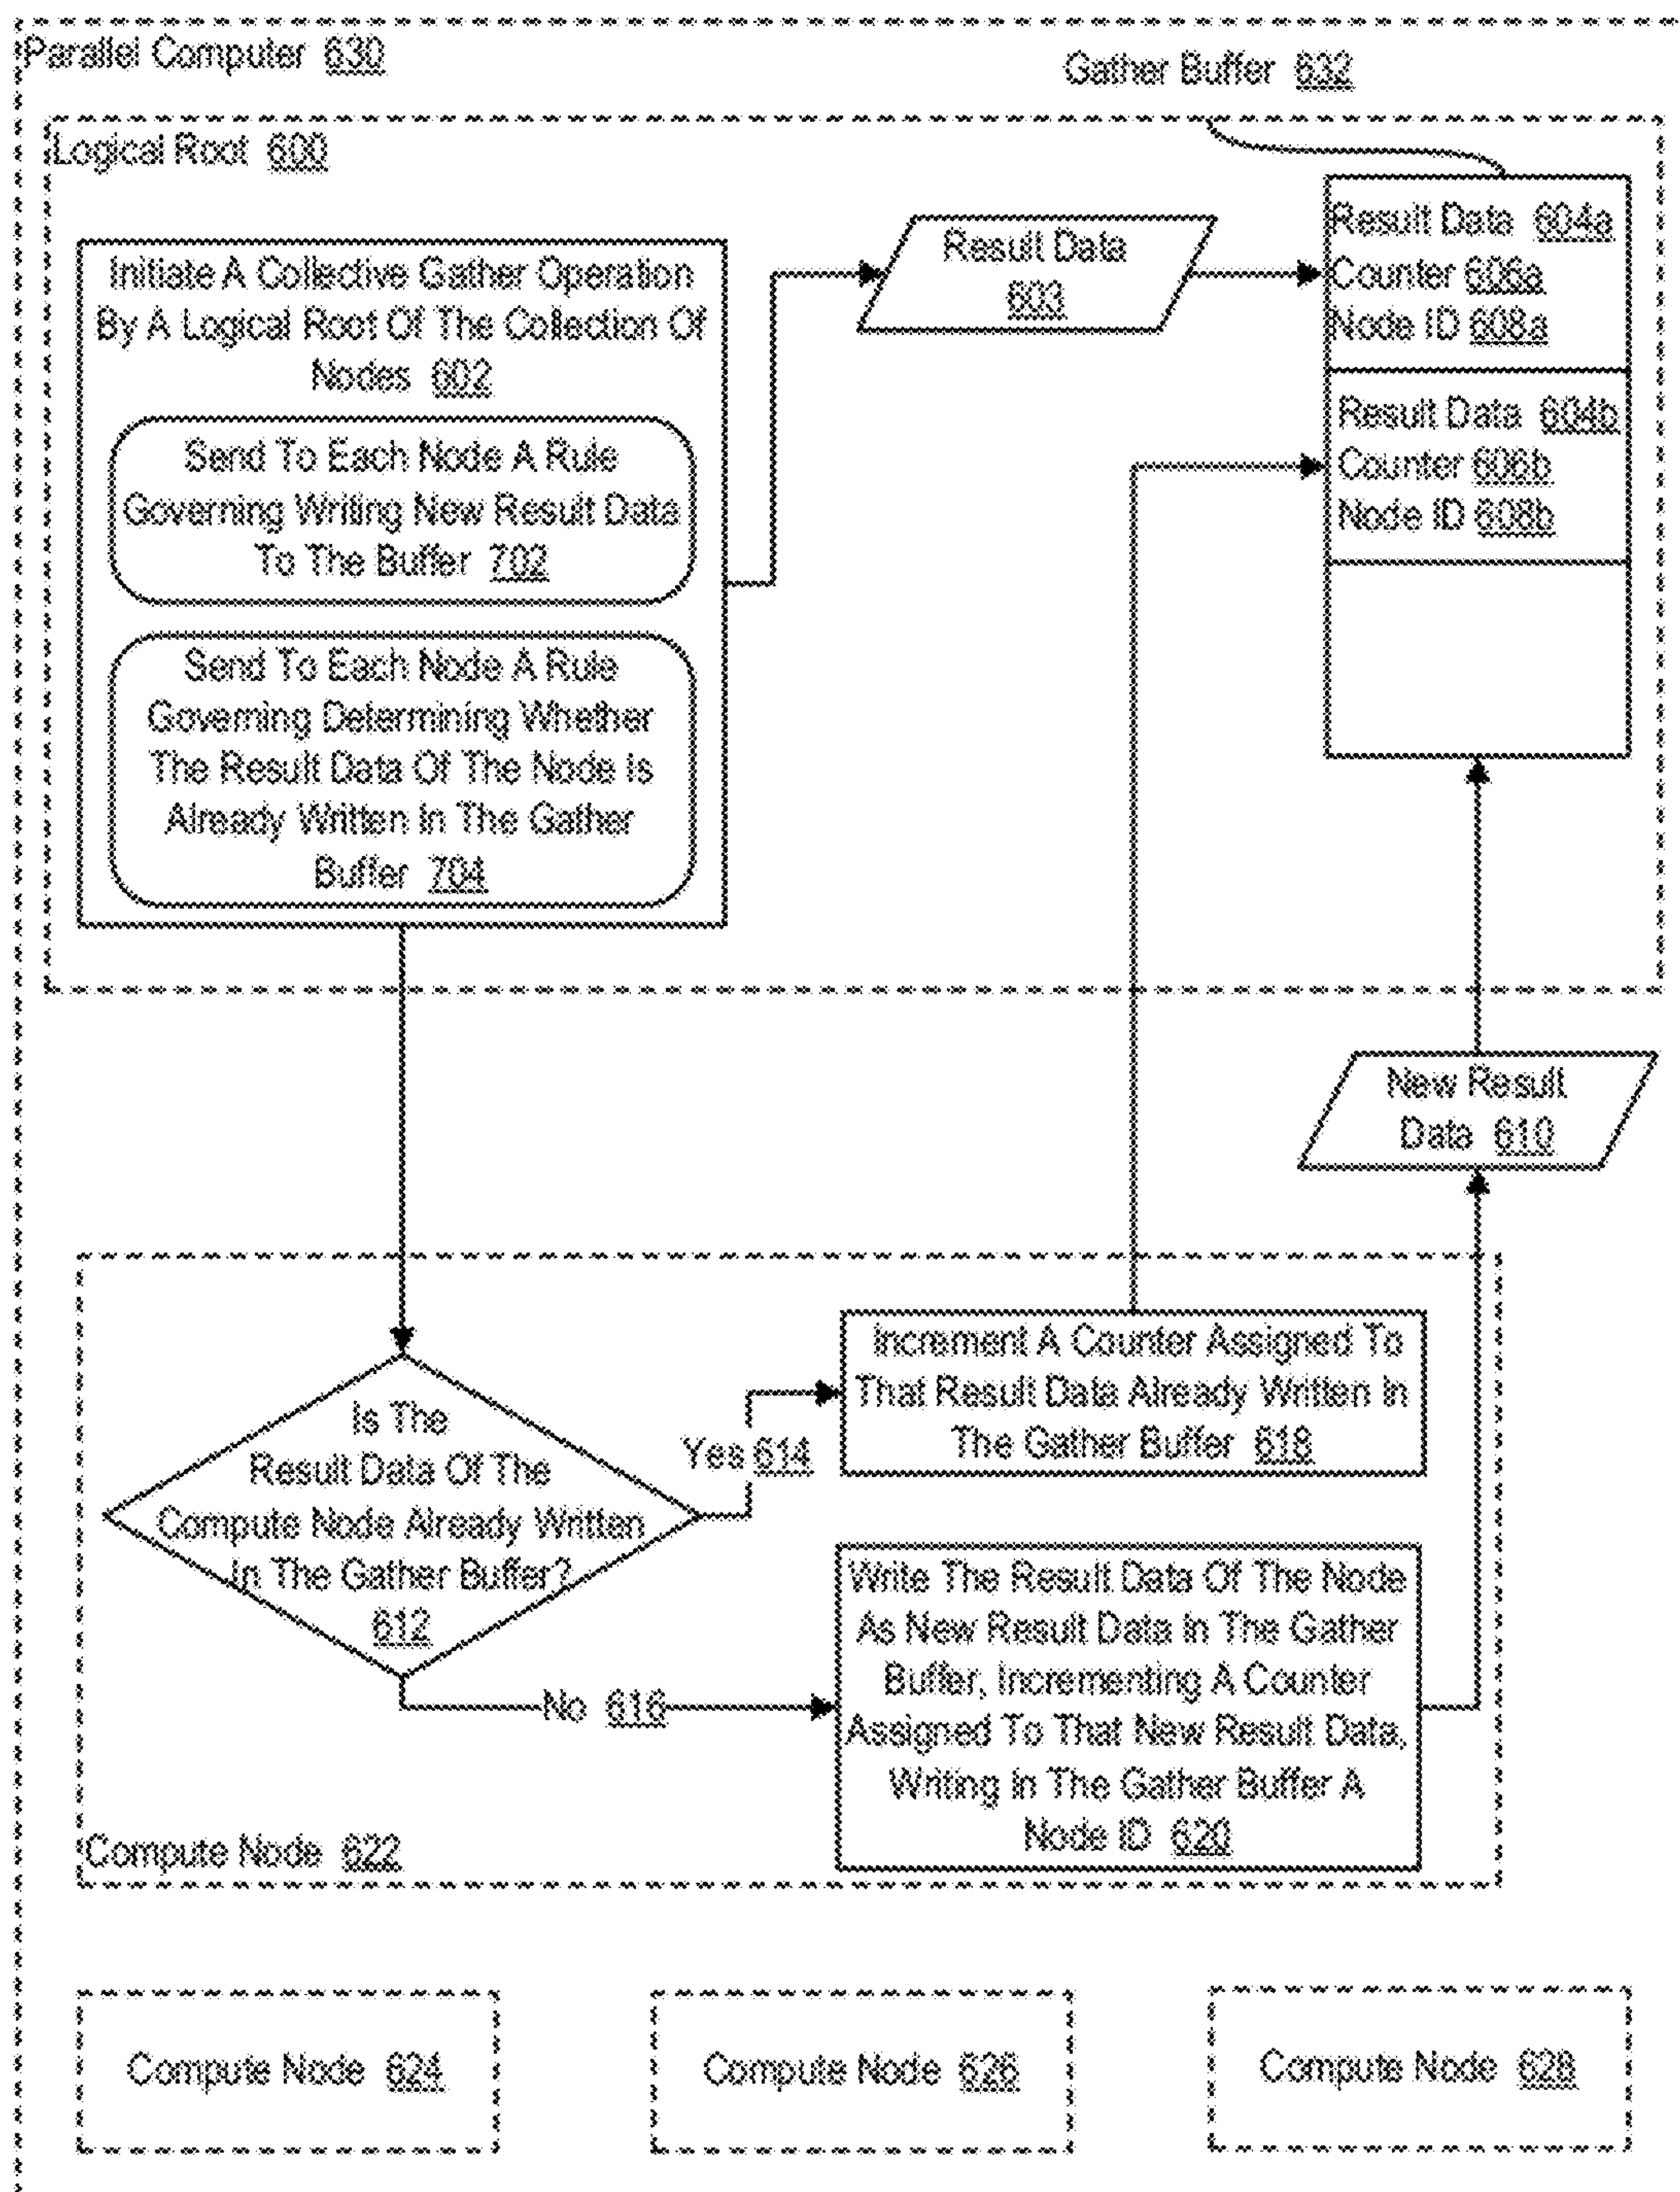 Parallel Computer 630
Gather Buffer 632
Logical Root 600
Initiate A Collective Gather Operation
By A Logical Root Of The Collection Of
Nodes 602
Send To Each Node A Rule
Governing Writing New Result Data
To The Buffer 702
Send To Each Node A Rule
Governing Determining Whether
The Result Data Of The Node Is
Already Written In The Gather
Buffer 704
Result Data
603
Result Data 604a
Counter 606a
Node ID 608a
Result Data 604b
Counter 606b
Node ID 608b
New Result
Data 610
Is The
Result Data Of The
Compute Node Already Written
In The Gather Buffer?
612
Yes 614
Increment A Counter Assigned To
That Result Data Already Written In
The Gather Buffer 618
No 616
Write The Result Data Of The Node
As New Result Data In The Gather
Buffer, Incrementing A Counter
Assigned To That New Result Data,
Writing In The Gather Buffer A
Node ID 620
Compute Node 622
Compute Node 624
Compute Node 626
Compute Node 628